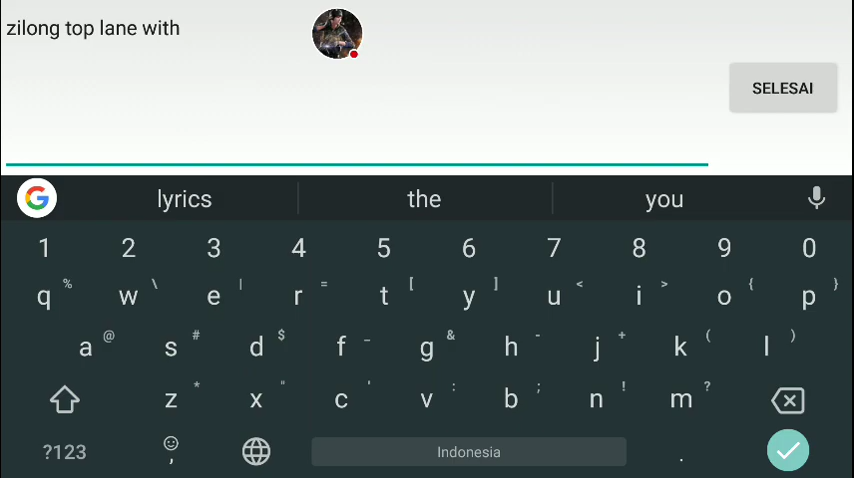 zilong top lane with
SELESAI
lyrics the you
1 2 3 4 5 6 7 8 9 0
q % w \ e | r = t [ y ] u < i > o { p }
a @ s # d $ f _ g & h - j + k ( l )
z * x " c ' v : b ; n ! m ?
?123 , Indonesia .